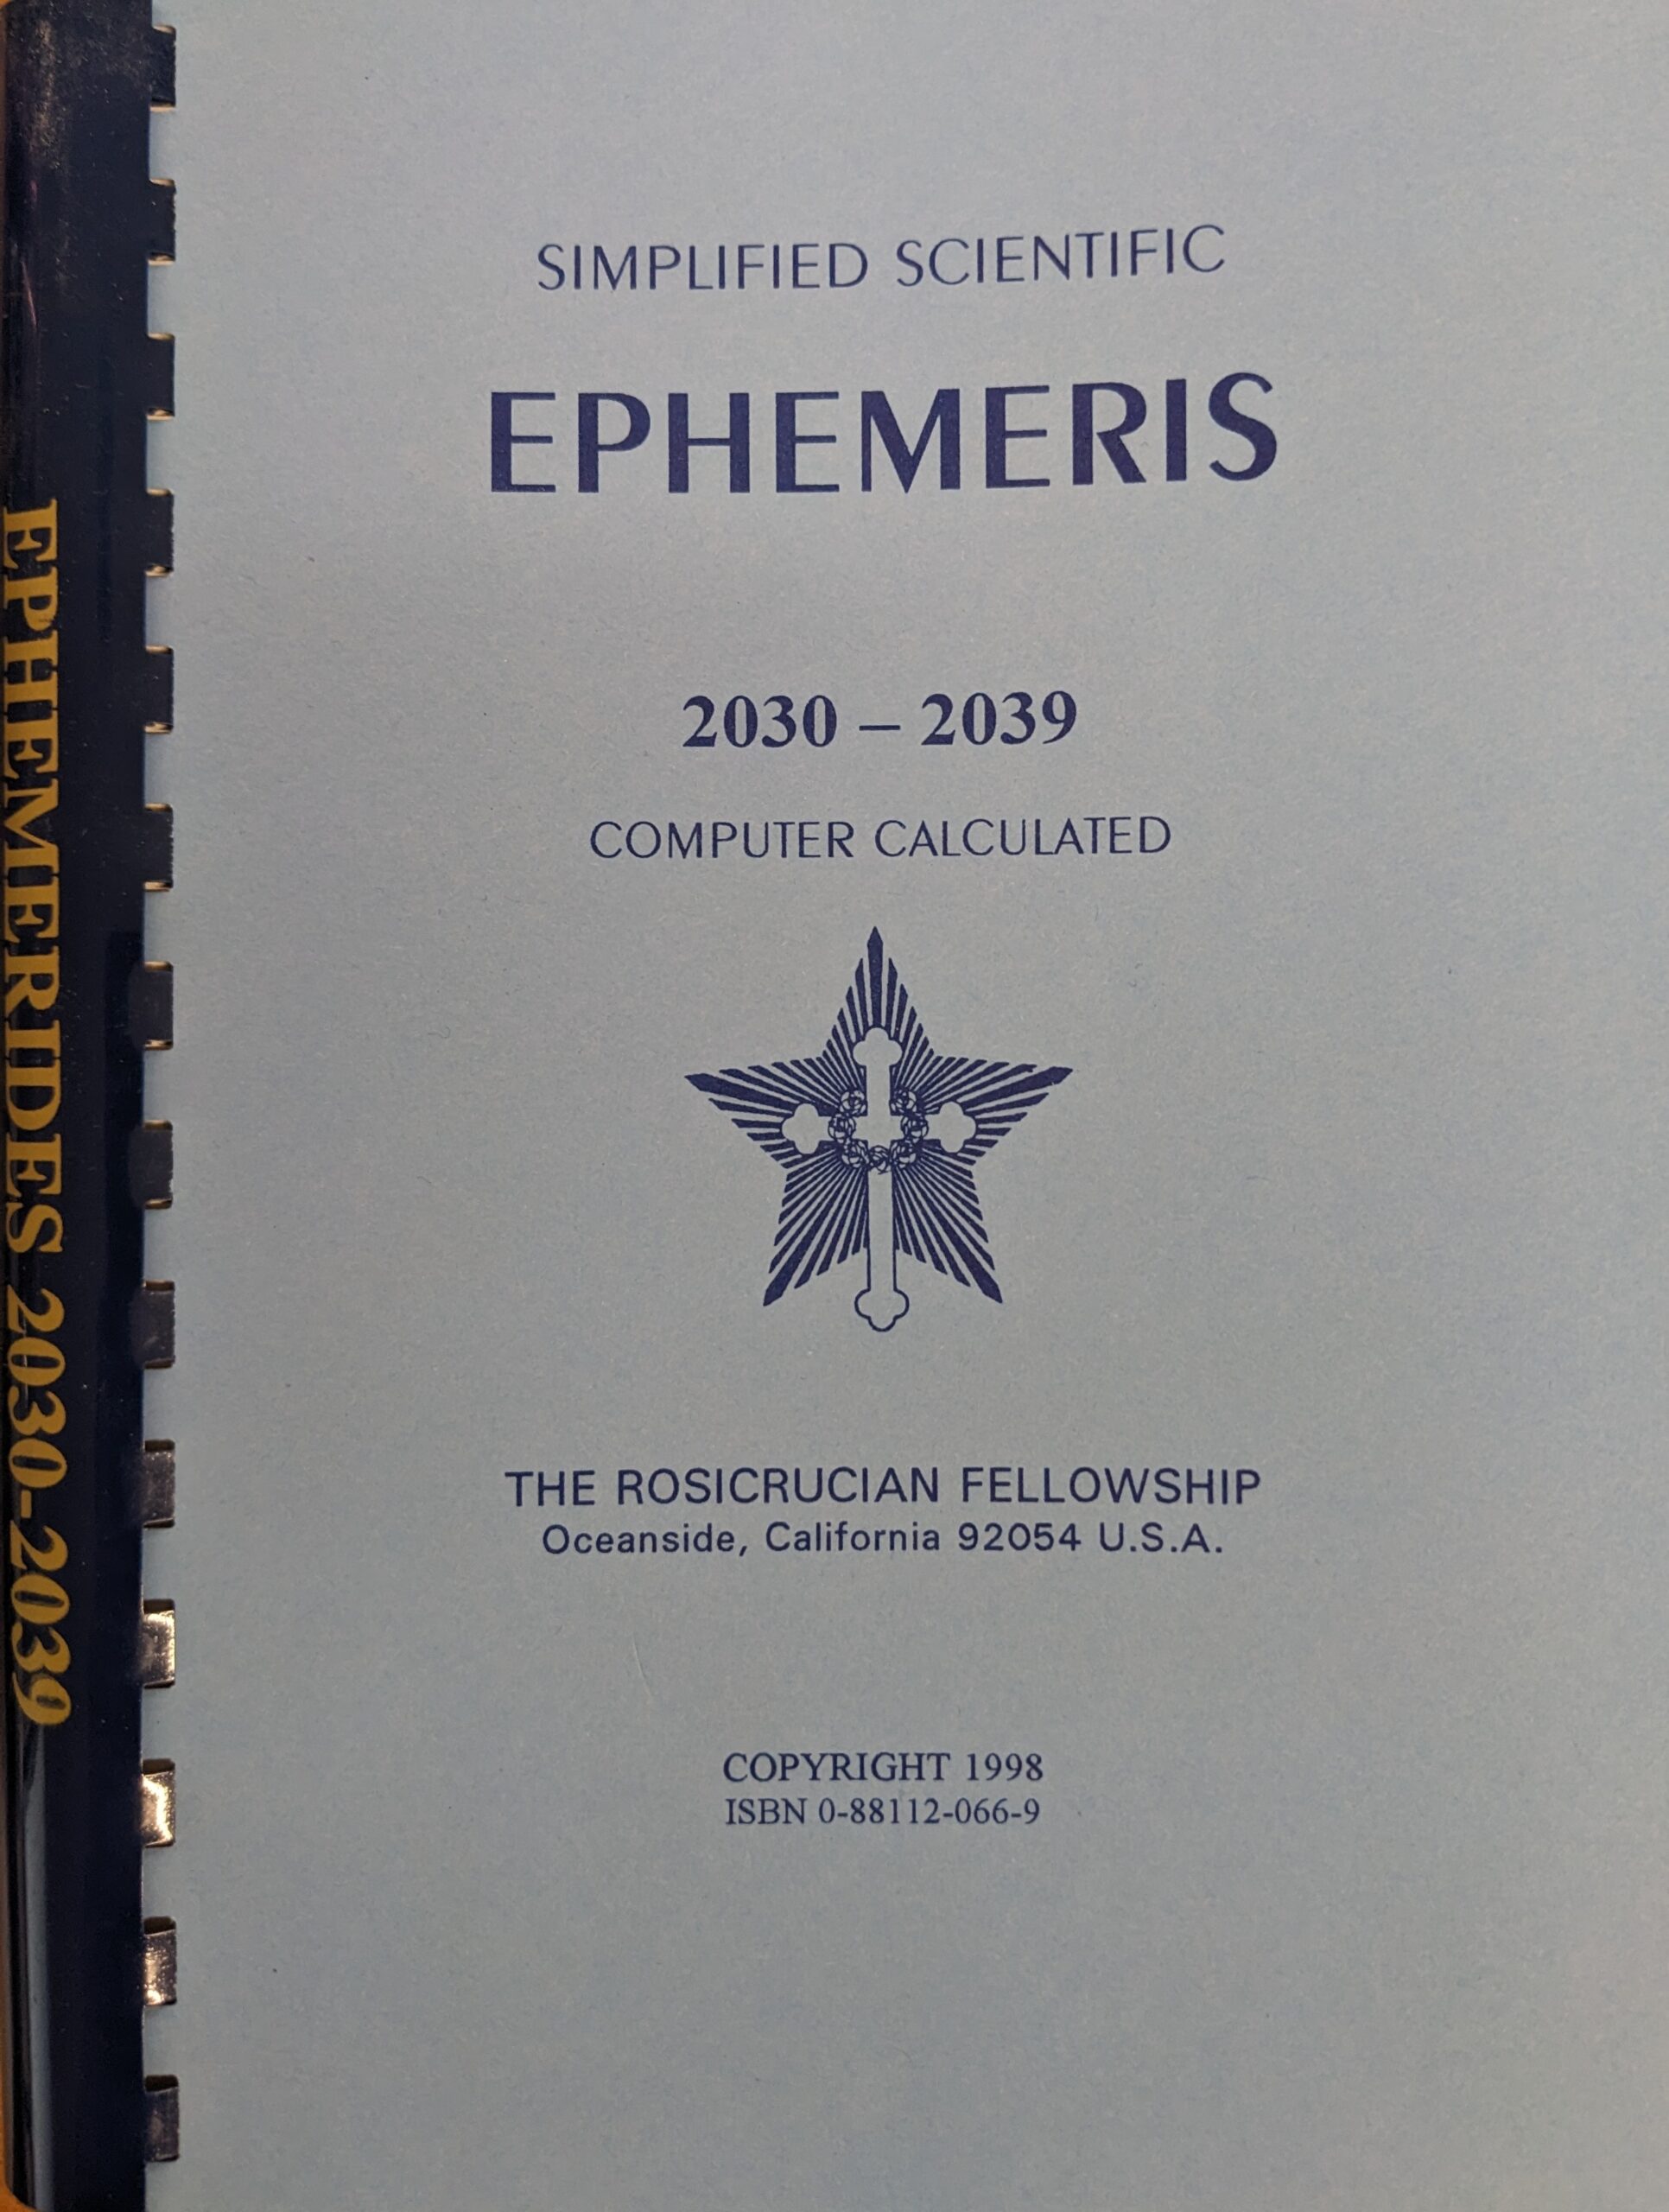 EPHEMERIDES 2030-2039
SIMPLIFIED SCIENTIFIC
EPHEMERIS
2030 – 2039
COMPUTER CALCULATED
THE ROSICRUCIAN FELLOWSHIP
Oceanside, California 92054 U.S.A.
COPYRIGHT 1998
ISBN 0-88112-066-9